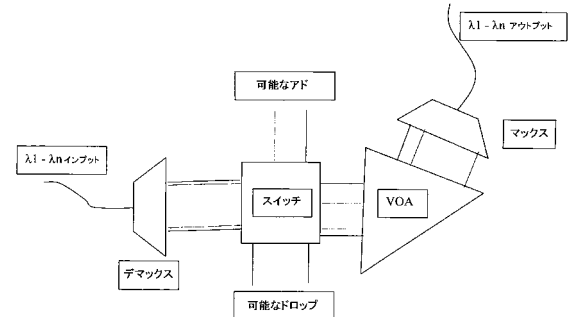 λ1 - λn アウトプット
可能なアド
マックス
λ1 - λn インプット
スイッチ
VOA
デマックス
可能なドロップ